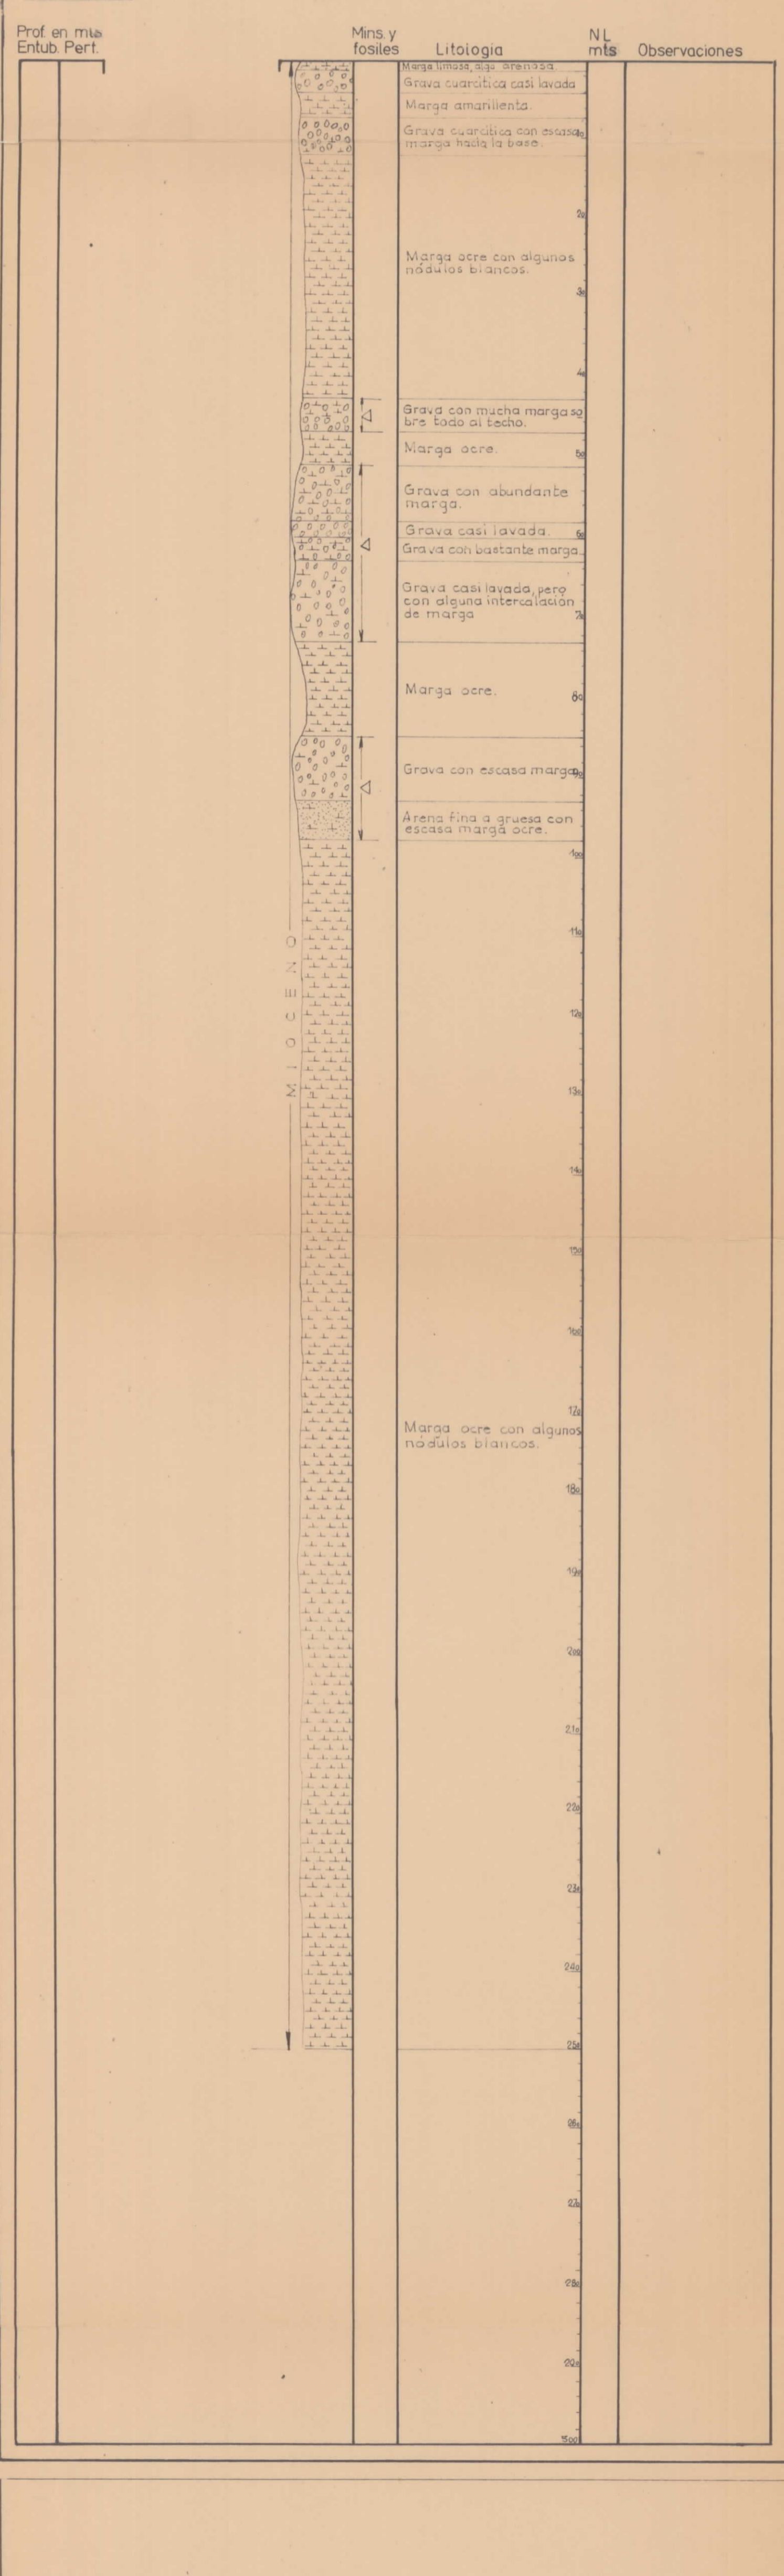 Prof. en mts
Entub. Perf.
Mins. y
fosiles
Litologia
NL
mts
Observaciones
Marga limosa, algo arenosa.
Grava cuarcitica casi lavada
Marga amarillenta.
Grava cuarcitica con escasa
marga hacia la base.
10
20
Marga ocre con algunos
nódulos blancos.
30
40
Grava con mucha marga so
bre todo al techo.
Marga ocre.
50
Grava con abundante
marga.
Grava casi lavada.
60
Grava con bastante marga.
Grava casi lavada, pero
con alguna intercalación
de marga
70
Marga ocre.
80
Grava con escasa marga
90
Arena fina a gruesa con
escasa marga ocre.
100
110
MIOCENO
120
130
140
150
160
170
Marga ocre con algunos
nódulos blancos.
180
190
200
210
220
230
240
250
260
270
280
290
300